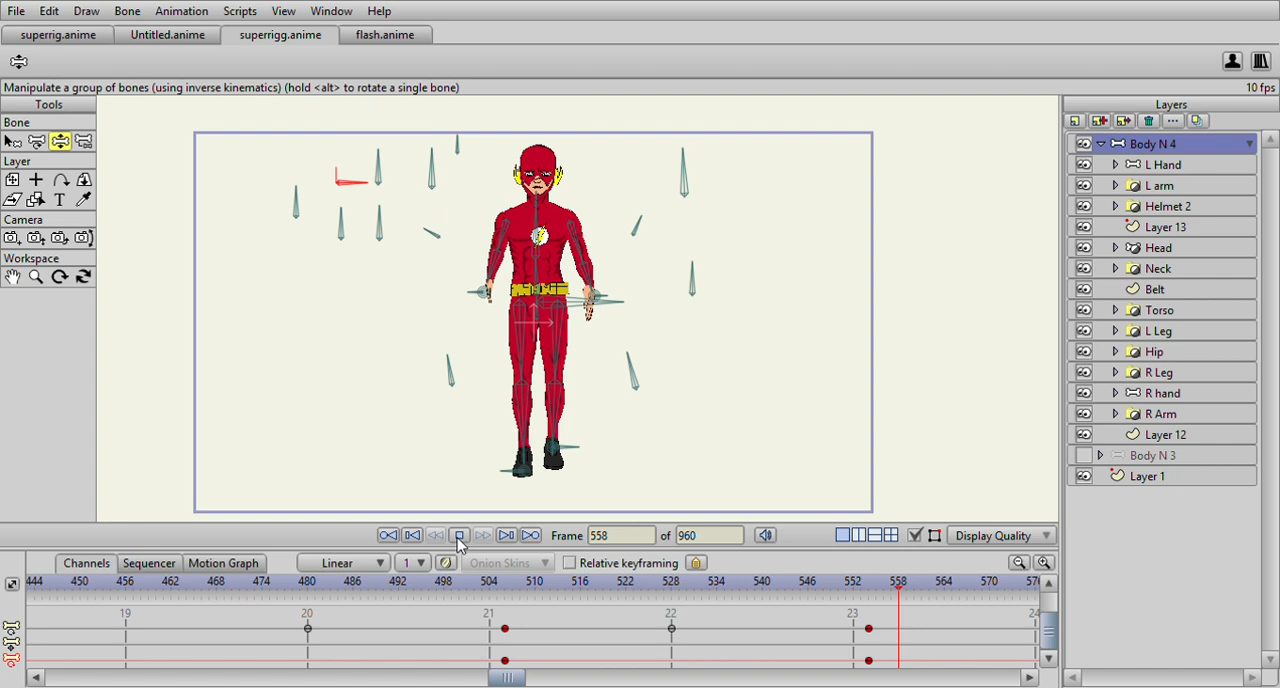 File Edit Draw Bone Animation Scripts View Window Help
superrig.anime Untitled.anime superrigg.anime flash.anime
Manipulate a group of bones (using inverse kinematics) (hold <alt> to rotate a single bone) 10 fps
Tools
Bone
Layer
T
Camera
Workspace
Layers
Body N 4
L Hand
L arm
Helmet 2
Layer 13
Head
Neck
Belt
Torso
L Leg
Hip
R Leg
R hand
R Arm
Layer 12
Body N 3
Layer 1
Frame 558 of 960 Display Quality
Channels Sequencer Motion Graph Linear 1 Onion Skins Relative keyframing
444 450 456 462 468 474 480 486 492 498 504 510 516 522 528 534 540 546 552 558 564 570 57
19 20 21 22 23 24